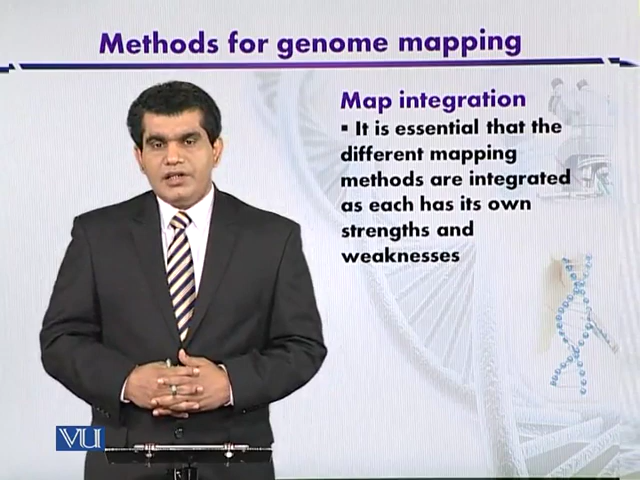 Methods for genome mapping
Map integration
▪ It is essential that the
different mapping
methods are integrated
as each has its own
strengths and
weaknesses
VU